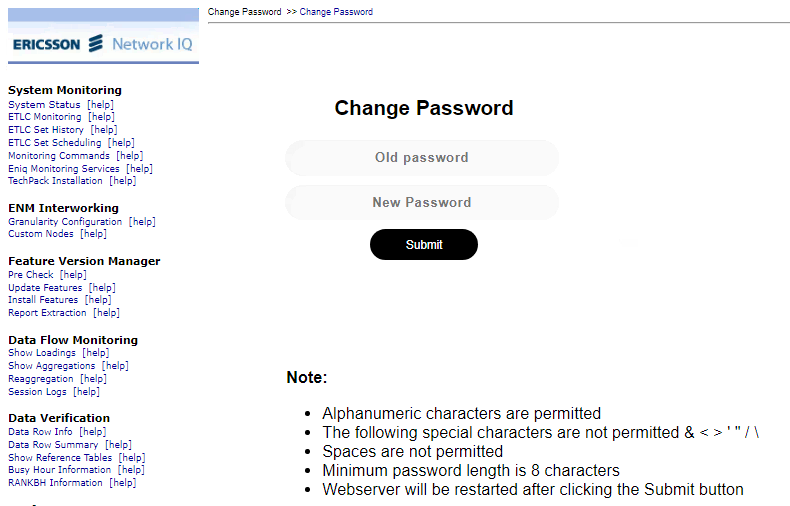 Change Password >> Change Password
ERICSSON Network IQ
System Monitoring
System Status [help]
ETLC Monitoring [help]
ETLC Set History [help]
ETLC Set Scheduling [help]
Monitoring Commands [help]
Eniq Monitoring Services [help]
TechPack Installation [help]
ENM Interworking
Granularity Configuration [help]
Custom Nodes [help]
Feature Version Manager
Pre Check [help]
Update Features [help]
Install Features [help]
Report Extraction [help]
Data Flow Monitoring
Show Loadings [help]
Show Aggregations [help]
Reaggregation [help]
Session Logs [help]
Data Verification
Data Row Info [help]
Data Row Summary [help]
Show Reference Tables [help]
Busy Hour Information [help]
RANKBH Information [help]
Change Password
Old password
New Password
Submit
Note:
• Alphanumeric characters are permitted
• The following special characters are not permitted & < > ' " / \
• Spaces are not permitted
• Minimum password length is 8 characters
• Webserver will be restarted after clicking the Submit button